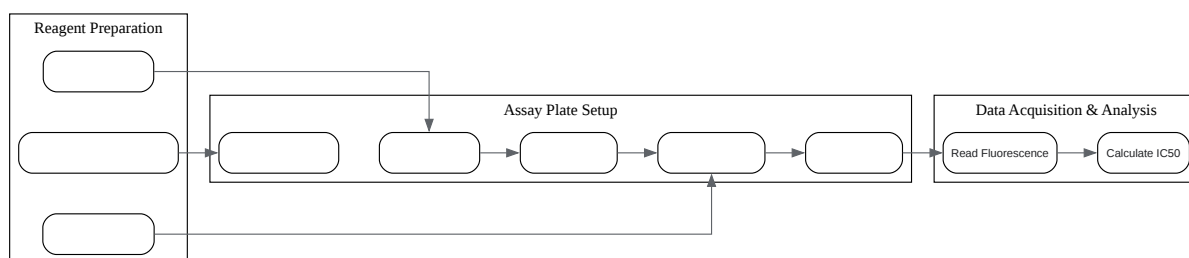 Reagent Preparation
Assay Plate Setup
Data Acquisition & Analysis
Read Fluorescence
Calculate IC50